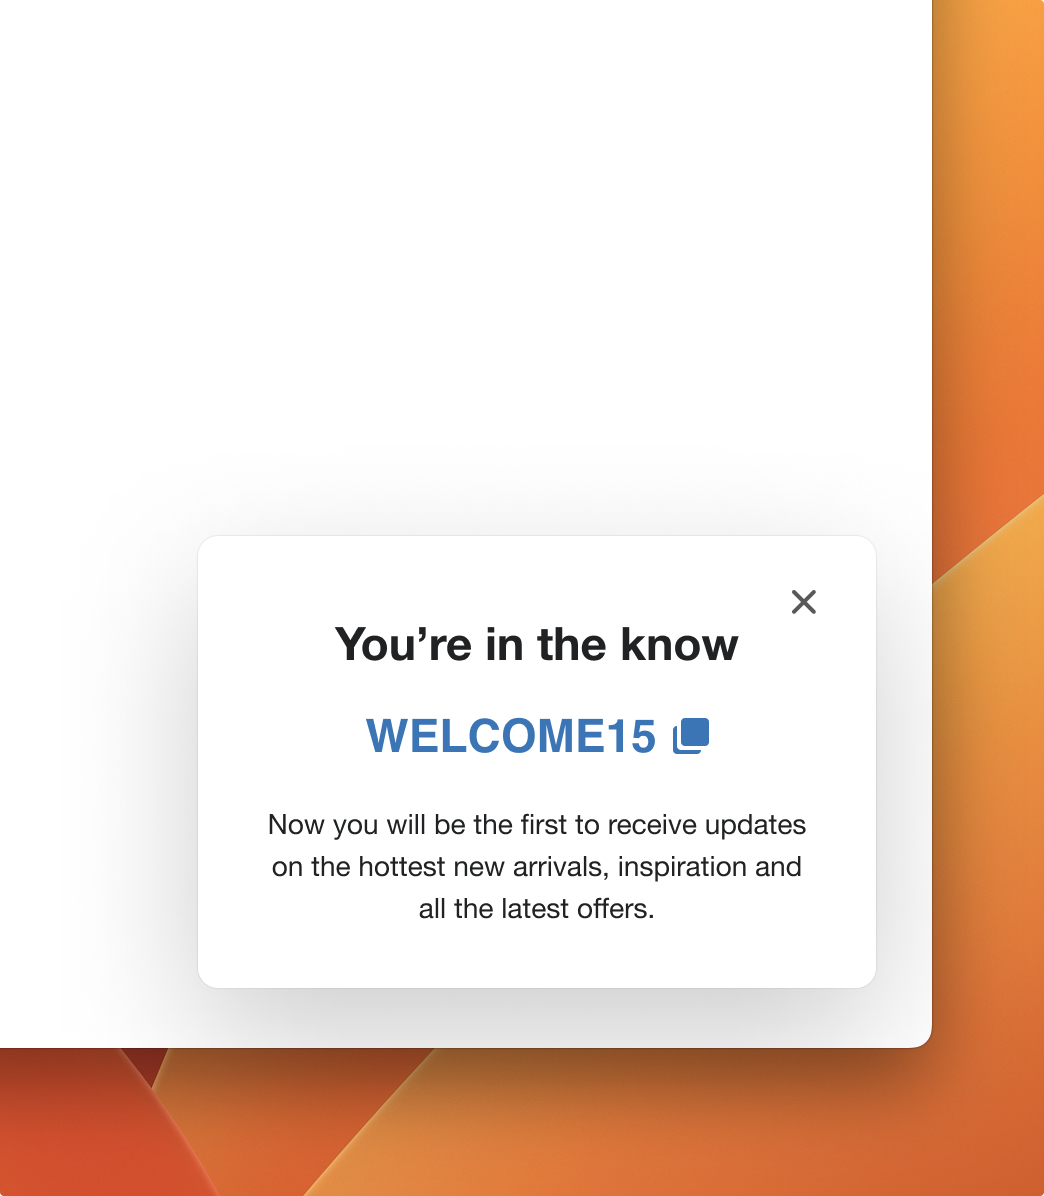 You’re in the know
WELCOME15
Now you will be the first to receive updates
on the hottest new arrivals, inspiration and
all the latest offers.